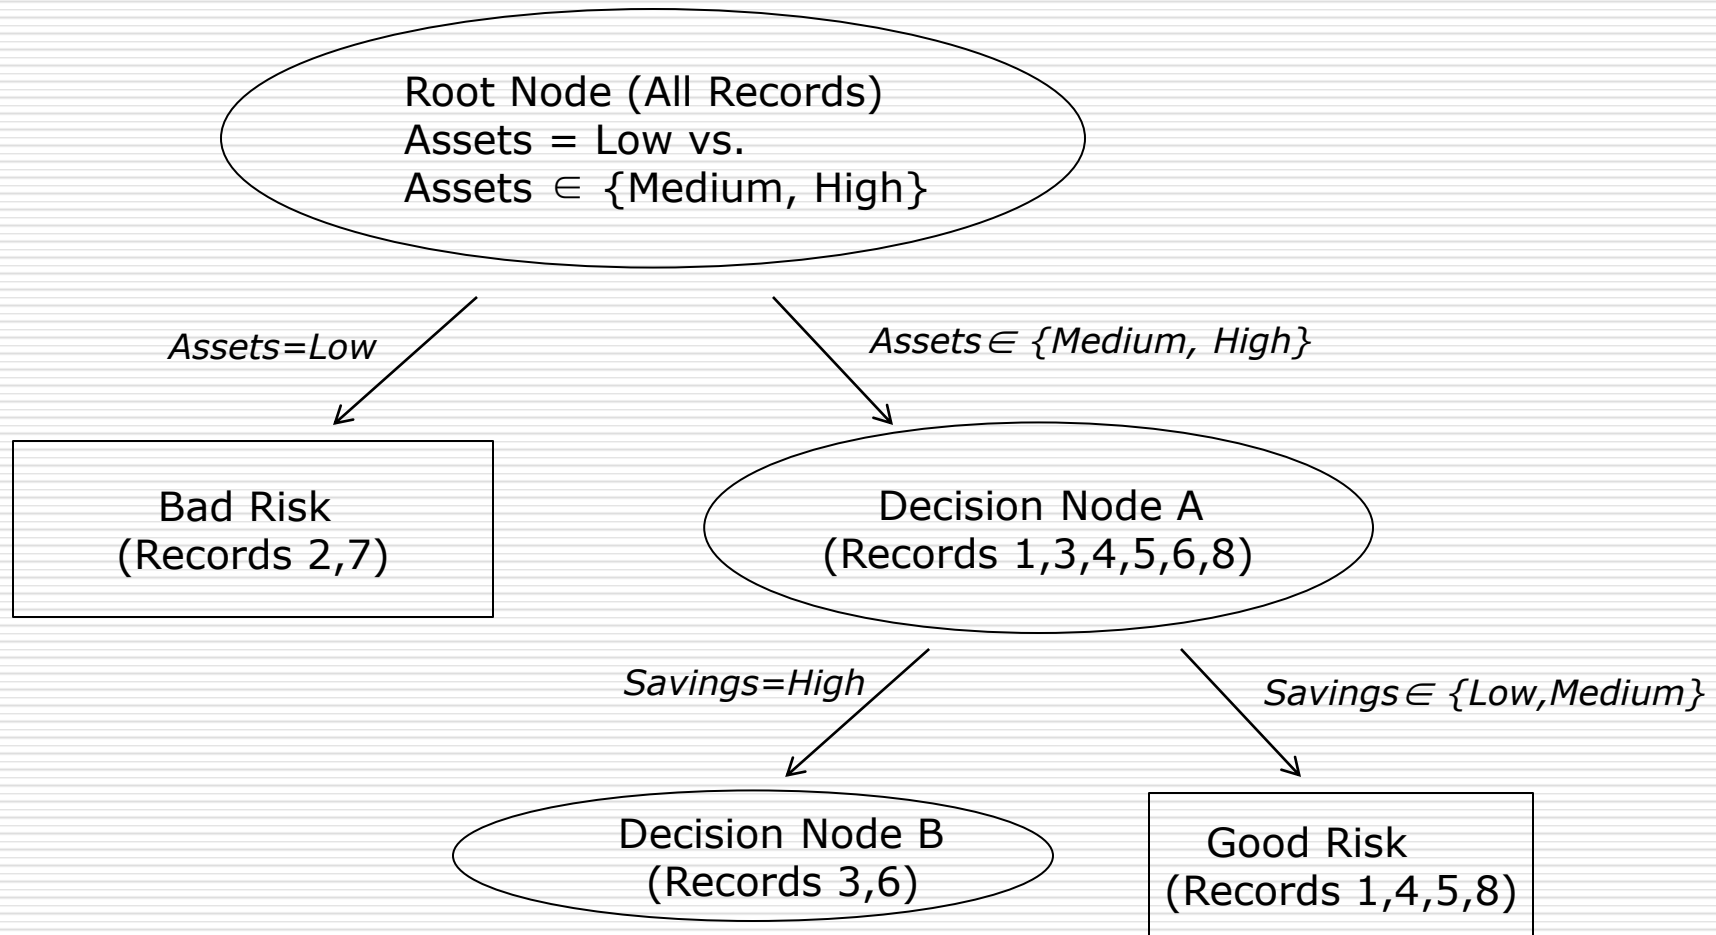 Root Node (All Records)
Assets = Low vs.
Assets ∈ {Medium, High}
Assets=Low
Assets∈ {Medium, High}
Bad Risk
(Records 2,7)
Decision Node A
(Records 1,3,4,5,6,8)
Savings=High
Savings∈ {Low,Medium}
Decision Node B
(Records 3,6)
Good Risk
(Records 1,4,5,8)